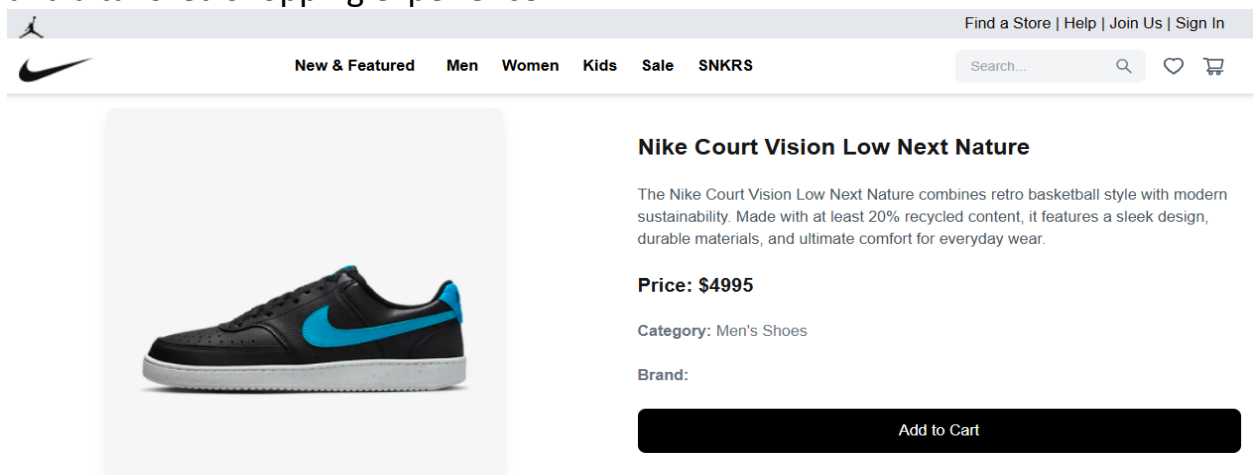 Find a Store | Help | Join Us | Sign In
New & Featured Men Women Kids Sale SNKRS Search...
Nike Court Vision Low Next Nature
The Nike Court Vision Low Next Nature combines retro basketball style with modern
sustainability. Made with at least 20% recycled content, it features a sleek design,
durable materials, and ultimate comfort for everyday wear.
Price: $4995
Category: Men's Shoes
Brand:
Add to Cart